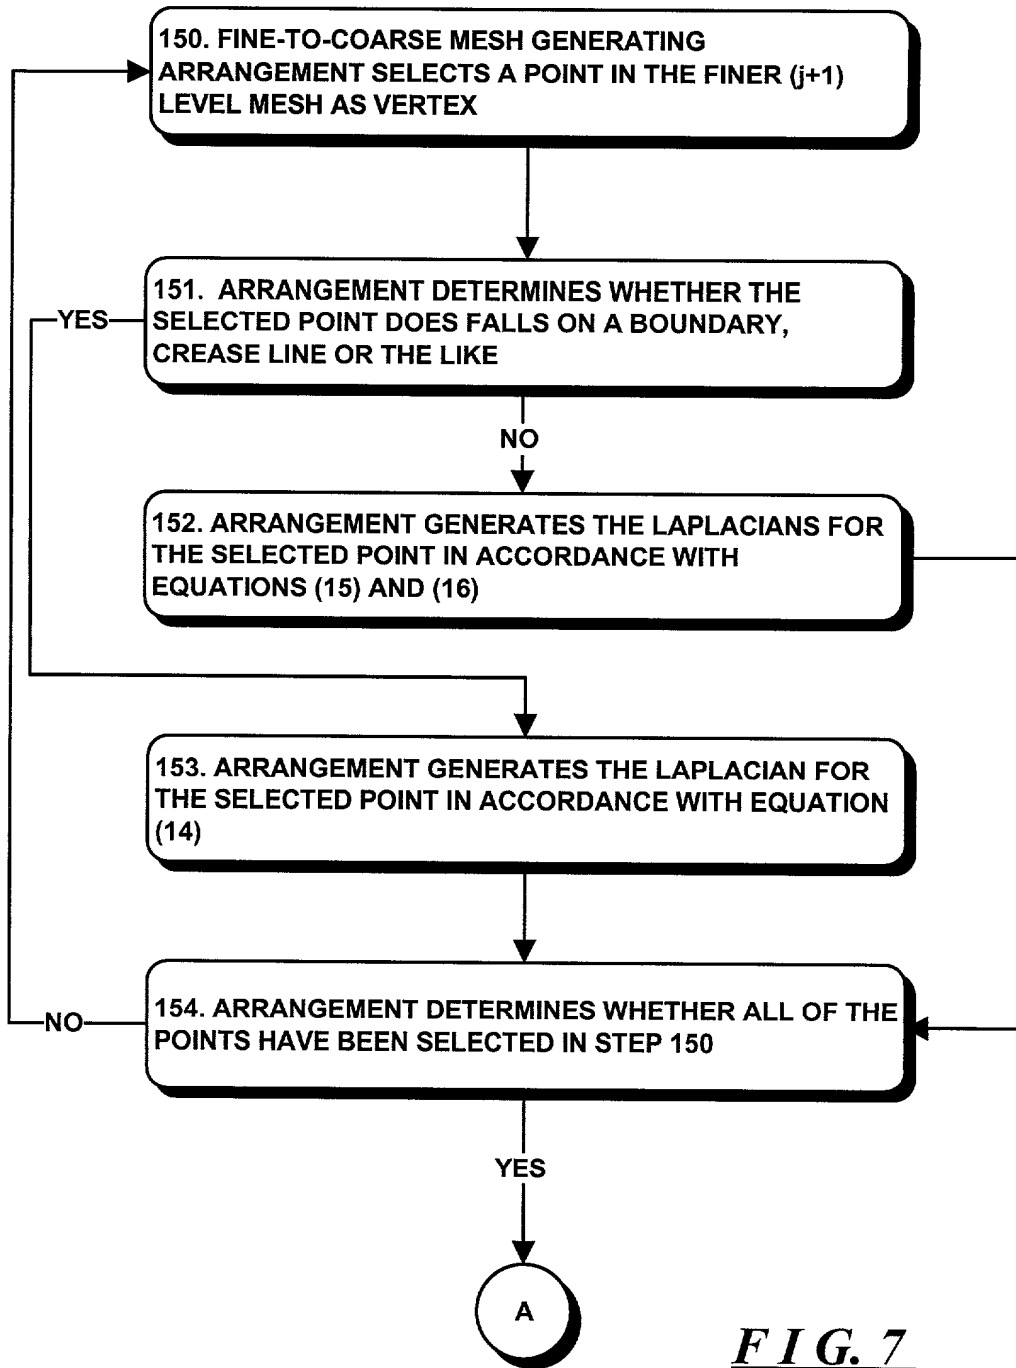 150. FINE-TO-COARSE MESH GENERATING
ARRANGEMENT SELECTS A POINT IN THE FINER (j+1)
LEVEL MESH AS VERTEX
151. ARRANGEMENT DETERMINES WHETHER THE
SELECTED POINT DOES FALLS ON A BOUNDARY,
CREASE LINE OR THE LIKE
YES
NO
152. ARRANGEMENT GENERATES THE LAPLACIANS FOR
THE SELECTED POINT IN ACCORDANCE WITH
EQUATIONS (15) AND (16)
153. ARRANGEMENT GENERATES THE LAPLACIAN FOR
THE SELECTED POINT IN ACCORDANCE WITH EQUATION
(14)
154. ARRANGEMENT DETERMINES WHETHER ALL OF THE
POINTS HAVE BEEN SELECTED IN STEP 150
NO
YES
A
FIG. 7